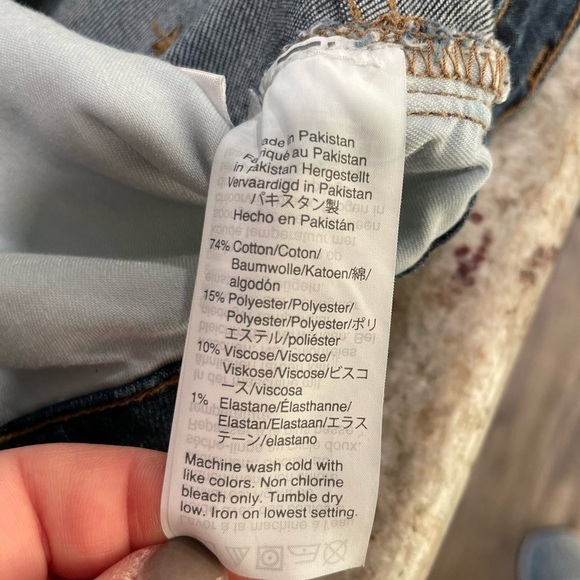 Made in Pakistan
Fabriqué au Pakistan
in Pakistan Hergestellt
Vervaardigd in Pakistan
パキスタン製
Hecho en Pakistán
74% Cotton/Coton/
Baumwolle/Katoen/綿/
algodón
15% Polyester/Polyester/
Polyester/Polyester/ポリ
エステル/poliéster
10% Viscose/Viscose/
Viskose/Viscose/ビスコ
ース/viscosa
1% Elastane/Élasthanne/
Elastan/Elastaan/エラス
テーン/elastano
Machine wash cold with
like colors. Non chlorine
bleach only. Tumble dry
low. Iron on lowest setting.